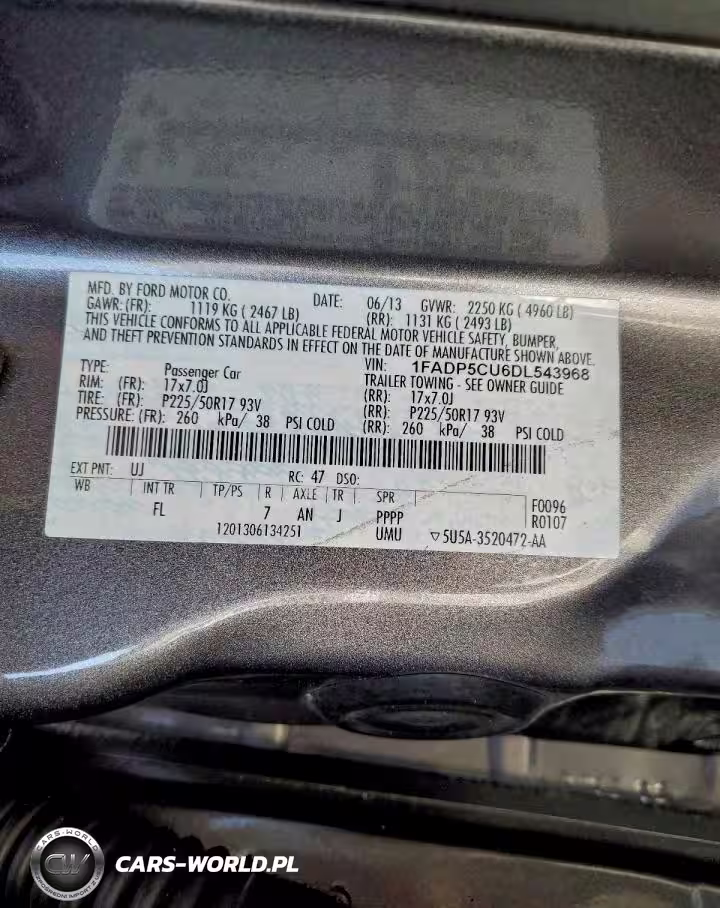 MFD. BY FORD MOTOR CO. DATE: 06/13 GVWR: 2250 KG ( 4960 LB)
GAWR: (FR): 1119 KG ( 2467 LB) (RR): 1131 KG ( 2493 LB)
THIS VEHICLE CONFORMS TO ALL APPLICABLE FEDERAL MOTOR VEHICLE SAFETY, BUMPER,
AND THEFT PREVENTION STANDARDS IN EFFECT ON THE DATE OF MANUFACTURE SHOWN ABOVE.
VIN: 1FADP5CU6DL543968
TYPE: Passenger Car TRAILER TOWING - SEE OWNER GUIDE
RIM: (FR): 17x7.0J (RR): 17x7.0J
TIRE: (FR): P225/50R17 93V (RR): P225/50R17 93V
PRESSURE: (FR): 260 kPa/ 38 PSI COLD (RR): 260 kPa/ 38 PSI COLD
EXT PNT: UJ RC: 47 DSO:
WB INT TR TP/PS R AXLE TR SPR F0096
FL 7 AN J PPPP R0107
1201306134251 UMU ▽5U5A-3520472-AA
CARS-WORLD
CW
CARS-WORLD.PL